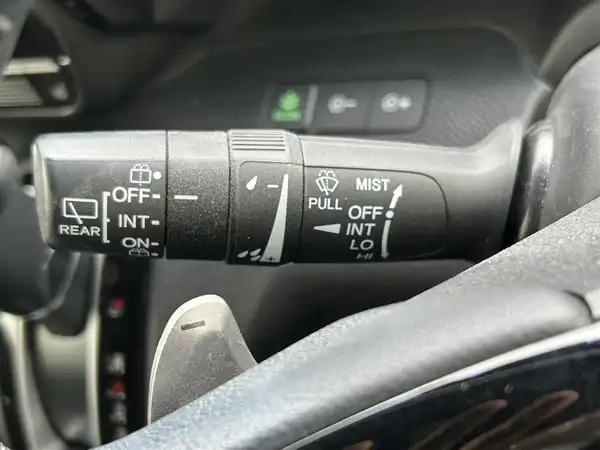 OFF
INT
ON
REAR
PULL
MIST
OFF
INT
LO
HI